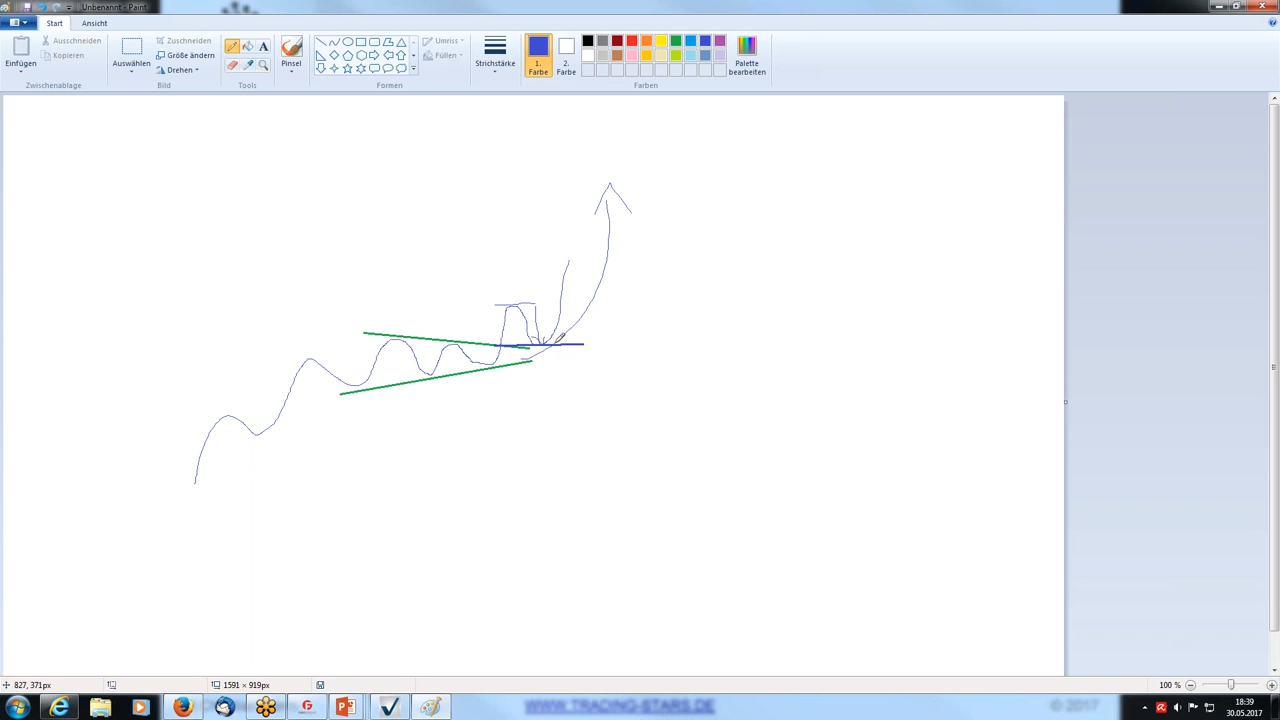 Unbenannt - Paint
Start Ansicht
Einfügen
Ausschneiden
Kopieren
Zwischenablage
Auswählen
Zuschneiden
Größe ändern
Drehen
Bild
A
Tools
Pinsel
Umriss
Füllen
Formen
Strichstärke
1.
Farbe
2.
Farbe
Palette
bearbeiten
Farben
827, 371px
1591 × 919px
100 %
WWW.TRADING-STARS.DE
© 2017
18:39
30.05.2017